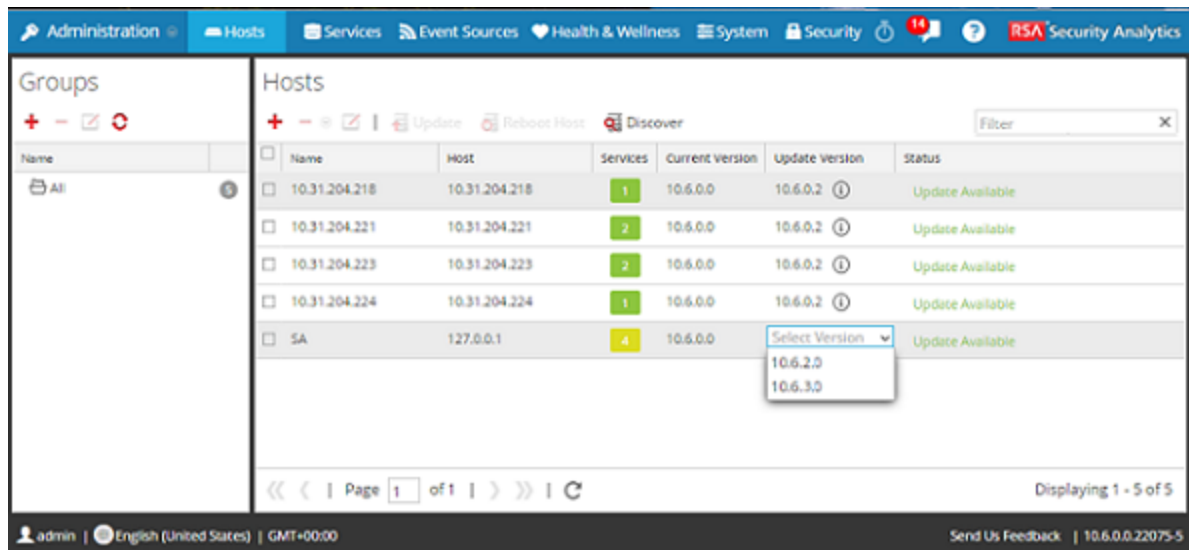 Administration Hosts Services Event Sources Health & Wellness System Security 14 ? RSA Security Analytics
Groups
Name
All 5
Hosts
Update Reboot Host Discover Filter
Name Host Services Current Version Update Version Status
10.31.204.218 10.31.204.218 1 10.6.0.0 10.6.0.2 Update Available
10.31.204.221 10.31.204.221 2 10.6.0.0 10.6.0.2 Update Available
10.31.204.223 10.31.204.223 2 10.6.0.0 10.6.0.2 Update Available
10.31.204.224 10.31.204.224 1 10.6.0.0 10.6.0.2 Update Available
SA 127.0.0.1 4 10.6.0.0 Select Version Update Available
10.6.2.0
10.6.3.0
Page 1 of 1 Displaying 1 - 5 of 5
admin | English (United States) | GMT+00:00 Send Us Feedback | 10.6.0.0.22075-5